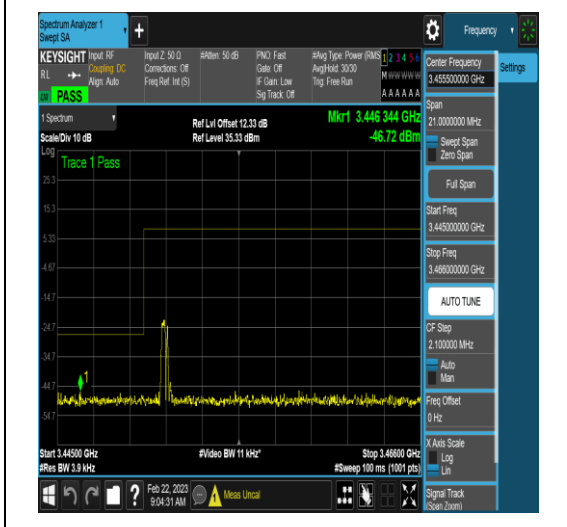 Spectrum Analyzer 1
Swept SA
+
Frequency
KEYSIGHT
RL
Input: RF
Coupling: DC
Align: Auto
Input Z: 50 Ω
Corrections: Off
Freq Ref: Int (S)
#Atten: 50 dB
PNO: Fast
Gate: Off
IF Gain: Low
Sig Track: Off
#Avg Type: Power (RMS)
Avg|Hold: 30/30
Trig: Free Run
1 2 3 4 5 6
M W W W W W
A A A A A A
PASS
1 Spectrum
Scale/Div 10 dB
Ref Lvl Offset 12.33 dB
Ref Level 35.33 dBm
Mkr1 3.446 344 GHz
-46.72 dBm
Log
Trace 1 Pass
25.3
15.3
5.33
-4.67
-14.7
-24.7
-34.7
-44.7
-54.7
1
Start 3.44500 GHz
#Res BW 3.9 kHz
#Video BW 11 kHz*
Stop 3.46600 GHz
#Sweep 100 ms (1001 pts)
Feb 22, 2023
9:04:31 AM
?
Meas Uncal
Center Frequency
3.455500000 GHz
Settings
Span
21.0000000 MHz
Swept Span
Zero Span
Full Span
Start Freq
3.445000000 GHz
Stop Freq
3.466000000 GHz
AUTO TUNE
CF Step
2.100000 MHz
Auto
Man
Freq Offset
0 Hz
X Axis Scale
Log
Lin
Signal Track
(Span Zoom)